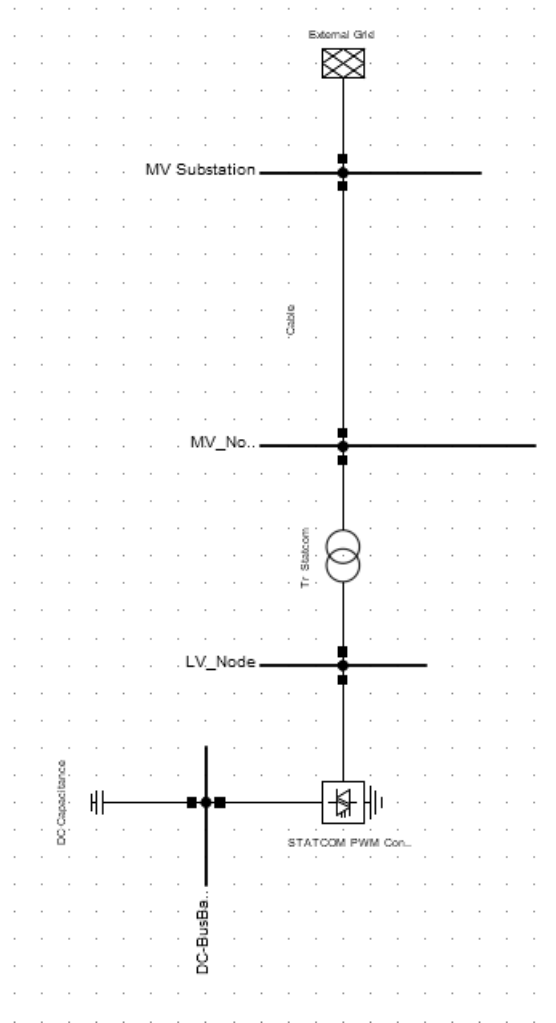 External Grid
MV Substation
Cable
MV_No..
Tr Statcom
LV_Node
DC Capacitance
STATCOM PWM Con..
DC-BusBa..